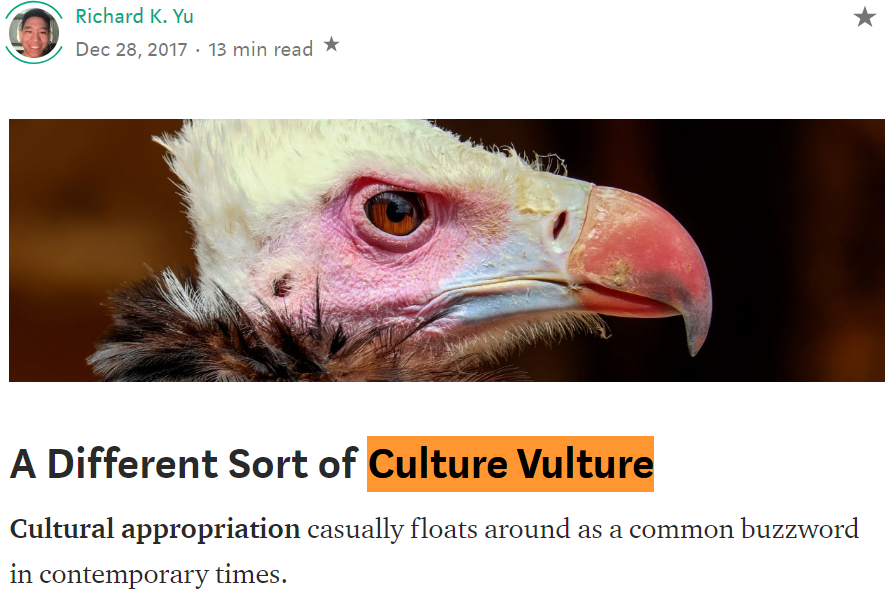 Richard K. Yu
Dec 28, 2017 · 13 min read
A Different Sort of Culture Vulture
Cultural appropriation casually floats around as a common buzzword
in contemporary times.